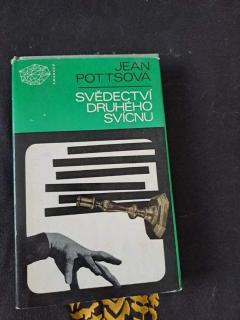 JEAN
POTTSOVÁ
SVĚDECTVÍ
DRUHÉHO
SVÍCNU